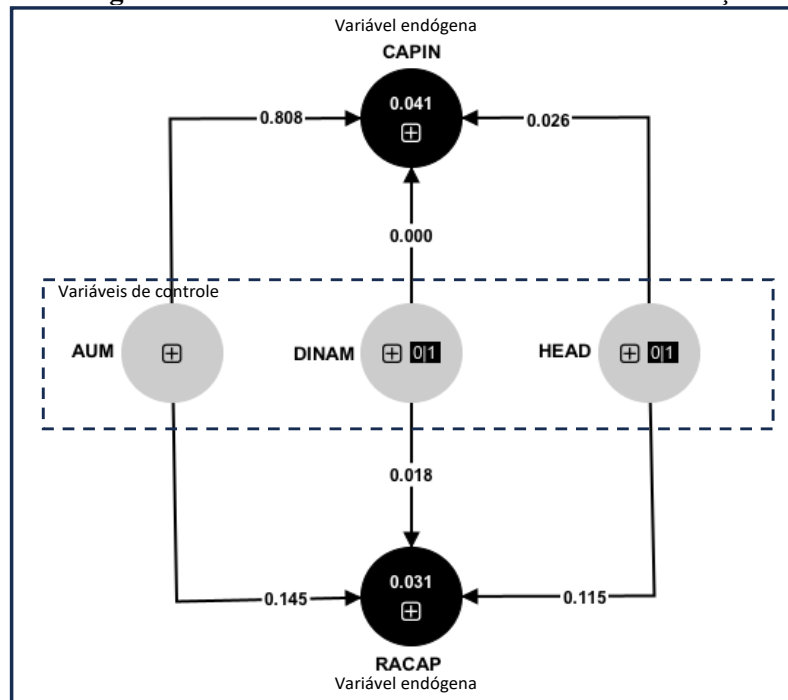 Variável endógena
CAPIN
0.041
0.808
0.026
0.000
Variáveis de controle
AUM
DINAM
0|1
HEAD
0|1
0.018
0.031
0.145
0.115
RACAP
Variável endógena